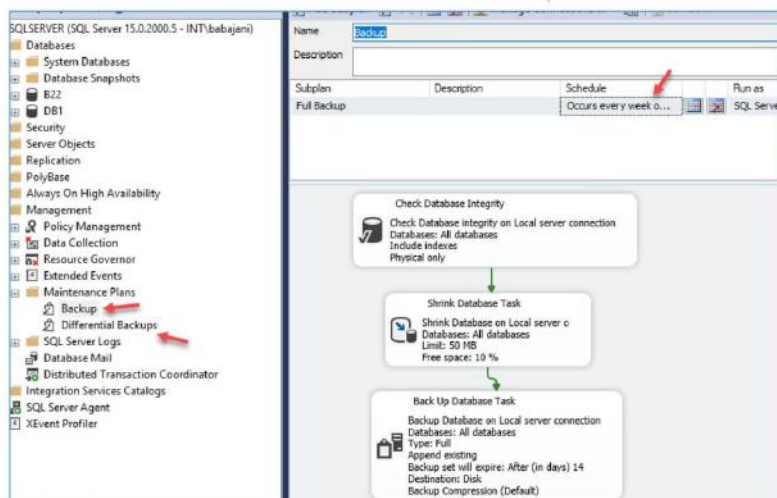 SQLSERVER (SQL Server 15.0.2000.5 - INT\babajani)
Databases
System Databases
Database Snapshots
B22
DB1
Security
Server Objects
Replication
PolyBase
Always On High Availability
Management
Policy Management
Data Collection
Resource Governor
Extended Events
Maintenance Plans
Backup
Differential Backups
SQL Server Logs
Database Mail
Distributed Transaction Coordinator
Integration Services Catalogs
SQL Server Agent
XEvent Profiler
Name Backup
Description
Subplan Description Schedule Run as
Full Backup Occurs every week o... SQL Serve
Check Database Integrity
Check Database integrity on Local server connection
Databases: All databases
Include indexes
Physical only
Shrink Database Task
Shrink Database on Local server o
Databases: All databases
Limit: 50 MB
Free space: 10 %
Back Up Database Task
Backup Database on Local server connection
Databases: All databases
Type: Full
Append existing
Backup set will expire: After (in days) 14
Destination: Disk
Backup Compression (Default)